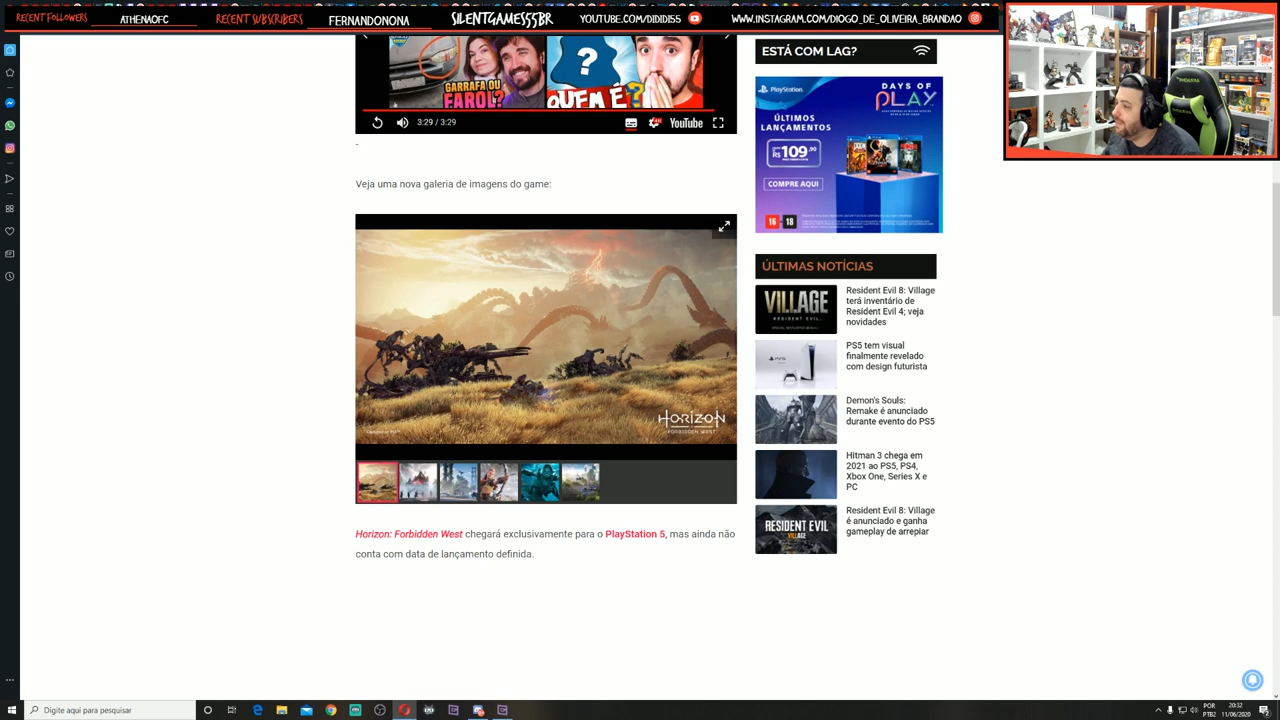 RECENT FOLLOWERS ATHENAOFC RECENT SUBSCRIBERS FERNANDONONA SILENTGAMES55BR YOUTUBE.COM/DIDIDI55 WWW.INSTAGRAM.COM/DIOGO_DE_OLIVEIRA_BRANDAO
GARRAFA OU
FAROL?
?
QUEM É?
3:29 / 3:29
YouTube
-
Veja uma nova galeria de imagens do game:
HORIZON
FORBIDDEN WEST
Horizon: Forbidden West chegará exclusivamente para o PlayStation 5, mas ainda não
conta com data de lançamento definida.
ESTÁ COM LAG?
PlayStation
DAYS OF
PLAY
ÚLTIMOS
LANÇAMENTOS
R$ 109,90
COMPRE AQUI
16 18
ÚLTIMAS NOTÍCIAS
VILLAGE
RESIDENT EVIL
Resident Evil 8: Village
terá inventário de
Resident Evil 4; veja
novidades
PS5 tem visual
finalmente revelado
com design futurista
Demon's Souls:
Remake é anunciado
durante evento do PS5
Hitman 3 chega em
2021 ao PS5, PS4,
Xbox One, Series X e
PC
RESIDENT EVIL
VILLAGE
Resident Evil 8: Village
é anunciado e ganha
gameplay de arrepiar
Digite aqui para pesquisar
POR
PTB2
20:32
11/06/2020